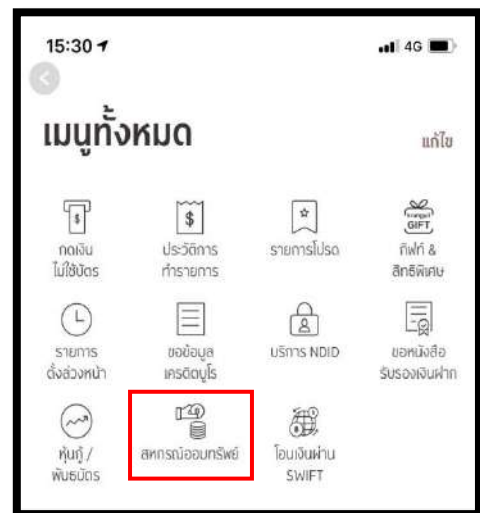 15:30
4G
เมนูทั้งหมด
แก้ไข
กดเงิน
ไม่ใช้บัตร
ประวัติการ
ทำรายการ
รายการโปรด
GIFT
กิฟท์ &
สิทธิพิเศษ
รายการ
ตั้งล่วงหน้า
ขอข้อมูล
เครดิตบูโร
บริการ NDID
ขอหนังสือ
รับรองเงินฝาก
หุ้นกู้ /
พันธบัตร
สหกรณ์ออมทรัพย์
โอนเงินผ่าน
SWIFT